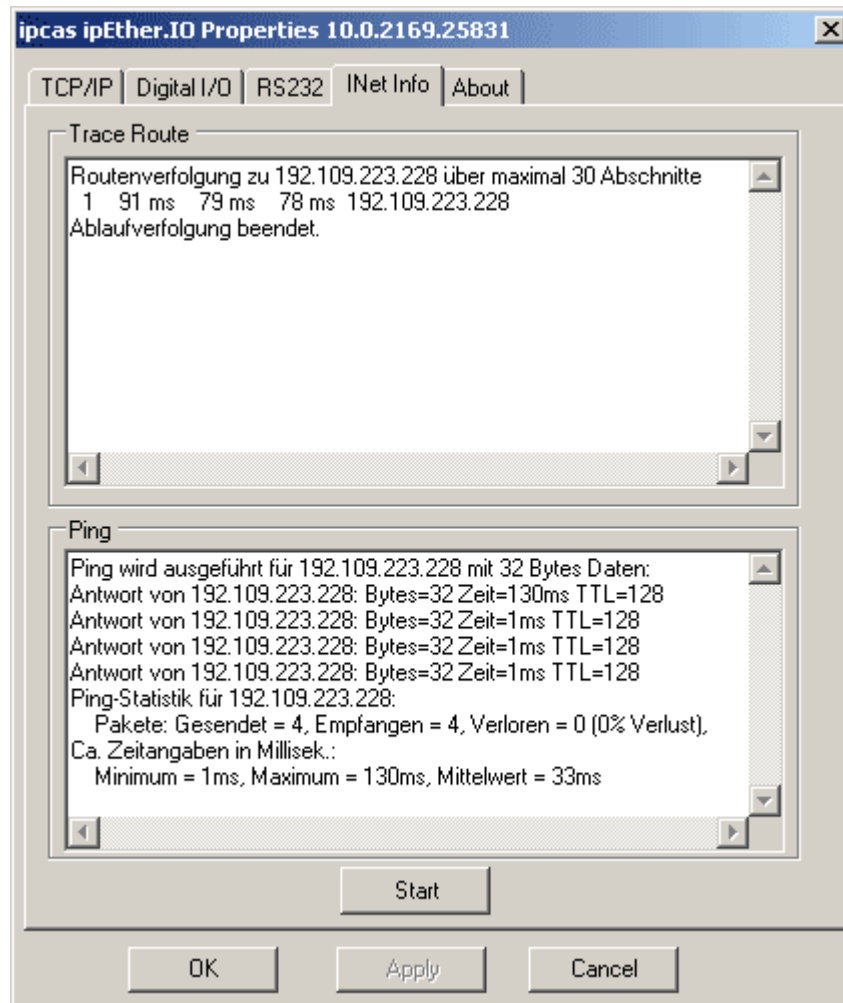 ipcas ipEther.IO Properties 10.0.2169.25831
TCP/IP Digital I/O RS232 INet Info About
Trace Route
Routenverfolgung zu 192.109.223.228 über maximal 30 Abschnitte
1 91 ms 79 ms 78 ms 192.109.223.228
Ablaufverfolgung beendet.
Ping
Ping wird ausgeführt für 192.109.223.228 mit 32 Bytes Daten:
Antwort von 192.109.223.228: Bytes=32 Zeit=130ms TTL=128
Antwort von 192.109.223.228: Bytes=32 Zeit=1ms TTL=128
Antwort von 192.109.223.228: Bytes=32 Zeit=1ms TTL=128
Antwort von 192.109.223.228: Bytes=32 Zeit=1ms TTL=128
Ping-Statistik für 192.109.223.228:
Pakete: Gesendet = 4, Empfangen = 4, Verloren = 0 (0% Verlust),
Ca. Zeitangaben in Millisek.:
Minimum = 1ms, Maximum = 130ms, Mittelwert = 33ms
Start
OK Apply Cancel